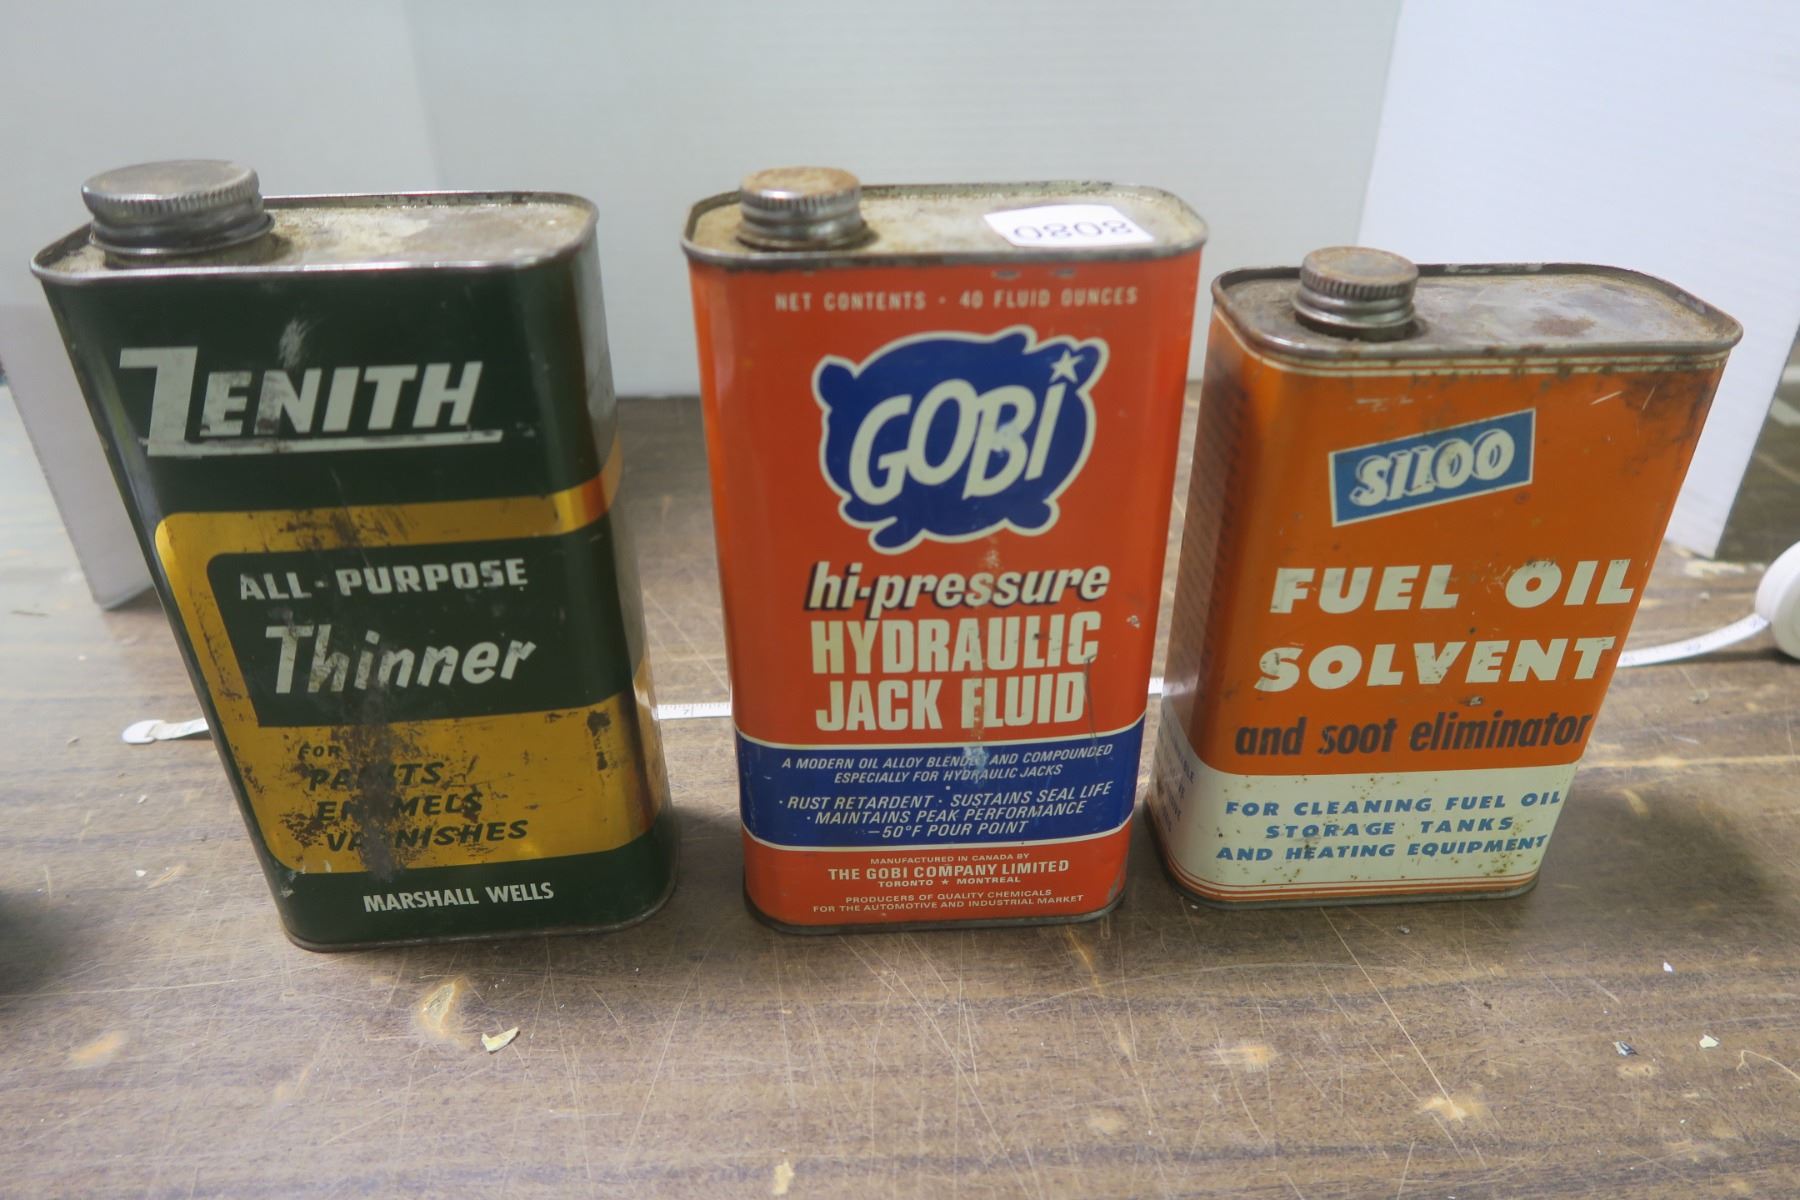 ZENITH
ALL-PURPOSE
Thinner
FOR
PAINTS
ENAMELS
VARNISHES
MARSHALL WELLS
0808
NET CONTENTS · 40 FLUID OUNCES
GOBI
hi-pressure
HYDRAULIC
JACK FLUID
A MODERN OIL ALLOY BLENDED AND COMPOUNDED
ESPECIALLY FOR HYDRAULIC JACKS
· RUST RETARDENT · SUSTAINS SEAL LIFE
· MAINTAINS PEAK PERFORMANCE
-50°F POUR POINT
MANUFACTURED IN CANADA BY
THE GOBI COMPANY LIMITED
TORONTO ★ MONTREAL
PRODUCERS OF QUALITY CHEMICALS
FOR THE AUTOMOTIVE AND INDUSTRIAL MARKET
SILOO
FUEL OIL
SOLVENT
and soot eliminator
FOR CLEANING FUEL OIL
STORAGE TANKS
AND HEATING EQUIPMENT